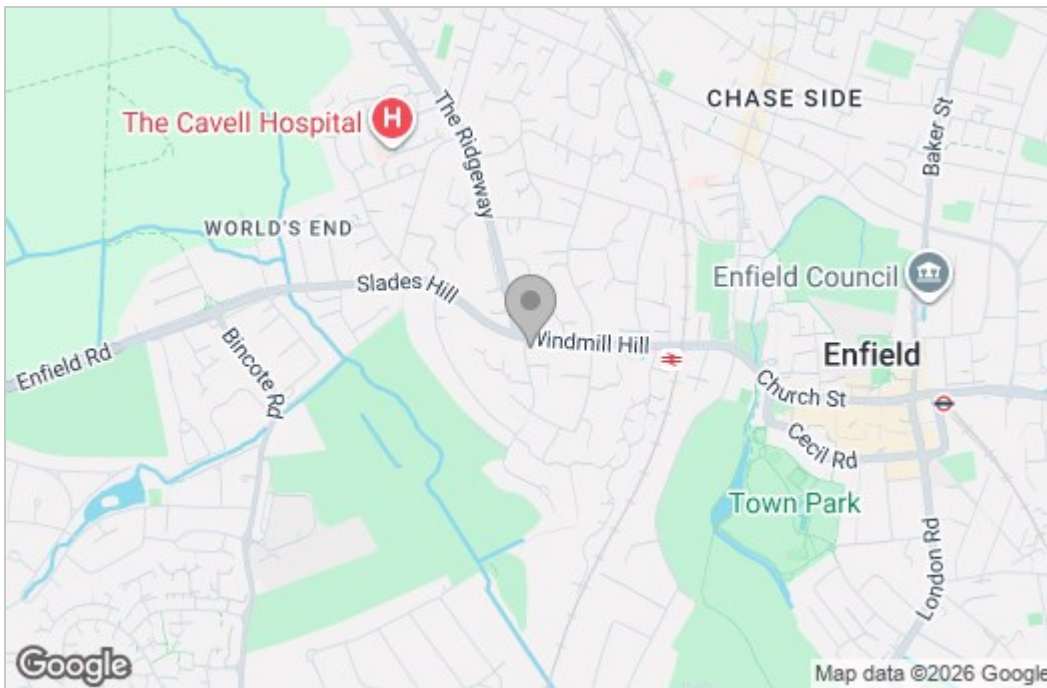 CHASE SIDE
Baker St
The Cavell Hospital
H
The Ridgeway
WORLD'S END
Enfield Council
Slades Hill
Windmill Hill
Enfield
Enfield Rd
Bincote Rd
Church St
Cecil Rd
Town Park
London Rd
Google
Map data ©2026 Google